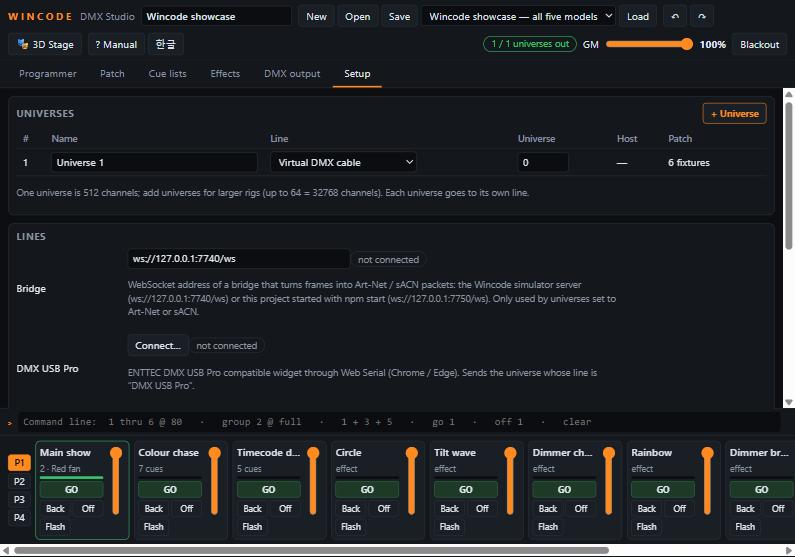 WINCODE DMX Studio Wincode showcase New Open Save Wincode showcase — all five models Load
3D Stage ? Manual 한글 1 / 1 universes out GM 100% Blackout
Programmer Patch Cue lists Effects DMX output Setup
UNIVERSES + Universe
# Name Line Universe Host Patch
1 Universe 1 Virtual DMX cable 0 — 6 fixtures
One universe is 512 channels; add universes for larger rigs (up to 64 = 32768 channels). Each universe goes to its own line.
LINES
ws://127.0.0.1:7740/ws not connected
Bridge
WebSocket address of a bridge that turns frames into Art-Net / sACN packets: the Wincode simulator server
(ws://127.0.0.1:7740/ws) or this project started with npm start (ws://127.0.0.1:7750/ws). Only used by universes set to
Art-Net or sACN.
Connect... not connected
DMX USB Pro
ENTTEC DMX USB Pro compatible widget through Web Serial (Chrome / Edge). Sends the universe whose line is
"DMX USB Pro".
> Command line: 1 thru 6 @ 80 · group 2 @ full · 1 + 3 + 5 · go 1 · off 1 · clear
P1 Main show Colour chase Timecode d... Circle Tilt wave Dimmer ch... Rainbow Dimmer br...
2 · Red fan 7 cues 5 cues effect effect effect effect effect
P2 GO GO GO GO GO GO GO GO
P3 Back Off Back Off Back Off Back Off Back Off Back Off Back Off Back Off
P4 Flash Flash Flash Flash Flash Flash Flash Flash